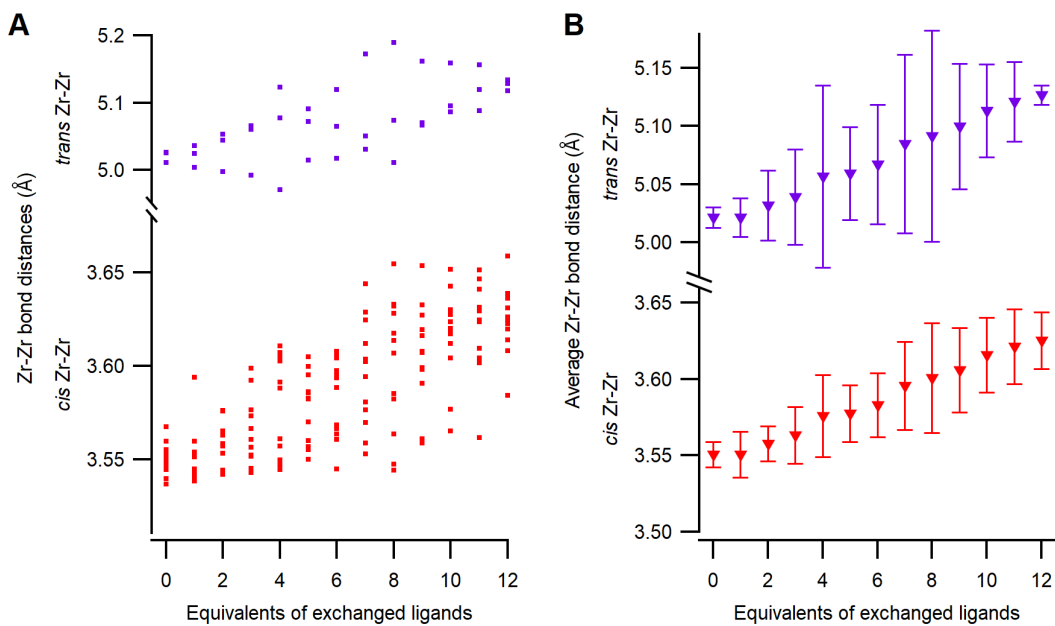 A
Zr-Zr bond distances (Å)
trans Zr-Zr
cis Zr-Zr
5.2
5.1
5.0
3.65
3.60
3.55
0 2 4 6 8 10 12
Equivalents of exchanged ligands
B
Average Zr-Zr bond distance (Å)
trans Zr-Zr
cis Zr-Zr
5.15
5.10
5.05
5.00
3.65
3.60
3.55
3.50
0 2 4 6 8 10 12
Equivalents of exchanged ligands